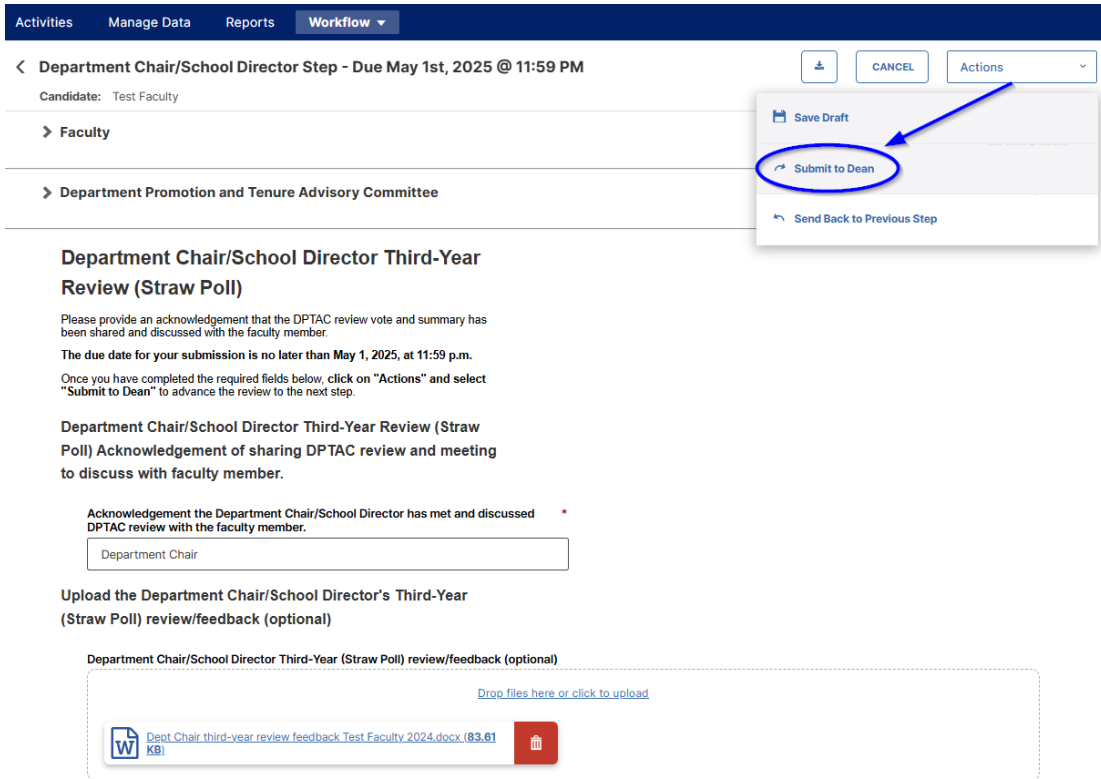 Activities Manage Data Reports Workflow
Department Chair/School Director Step - Due May 1st, 2025 @ 11:59 PM
CANCEL
Actions
Candidate: Test Faculty
Save Draft
Submit to Dean
Send Back to Previous Step
Faculty
Department Promotion and Tenure Advisory Committee
Department Chair/School Director Third-Year
Review (Straw Poll)
Please provide an acknowledgement that the DPTAC review vote and summary has
been shared and discussed with the faculty member.
The due date for your submission is no later than May 1, 2025, at 11:59 p.m.
Once you have completed the required fields below, click on "Actions" and select
"Submit to Dean" to advance the review to the next step.
Department Chair/School Director Third-Year Review (Straw
Poll) Acknowledgement of sharing DPTAC review and meeting
to discuss with faculty member.
Acknowledgement the Department Chair/School Director has met and discussed *
DPTAC review with the faculty member.
Department Chair
Upload the Department Chair/School Director's Third-Year
(Straw Poll) review/feedback (optional)
Department Chair/School Director Third-Year (Straw Poll) review/feedback (optional)
Drop files here or click to upload
W
Dept Chair third-year review feedback Test Faculty 2024.docx (83.61
KB)